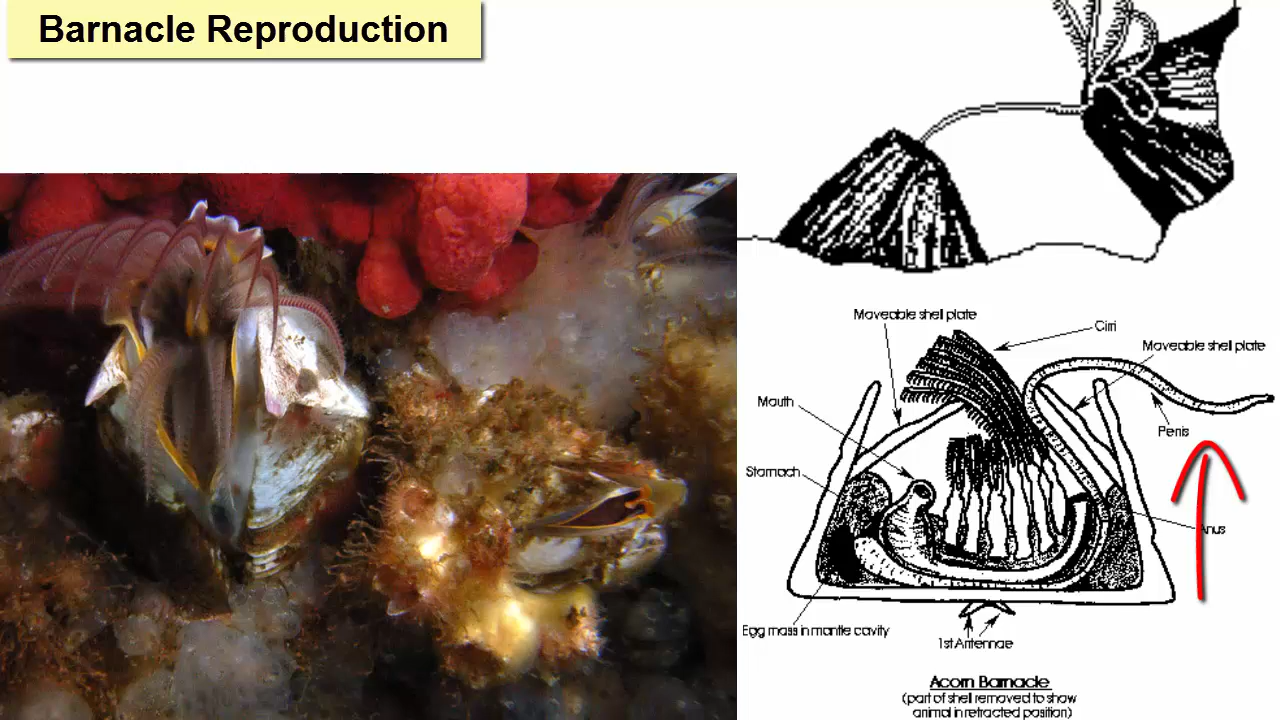 Barnacle Reproduction
Moveable shell plate
Cirri
Moveable shell plate
Mouth
Penis
Stomach
Anus
Egg mass in mantle cavity
1st Antennae
Acorn Barnacle
(part of shell removed to show
animal in retracted position)